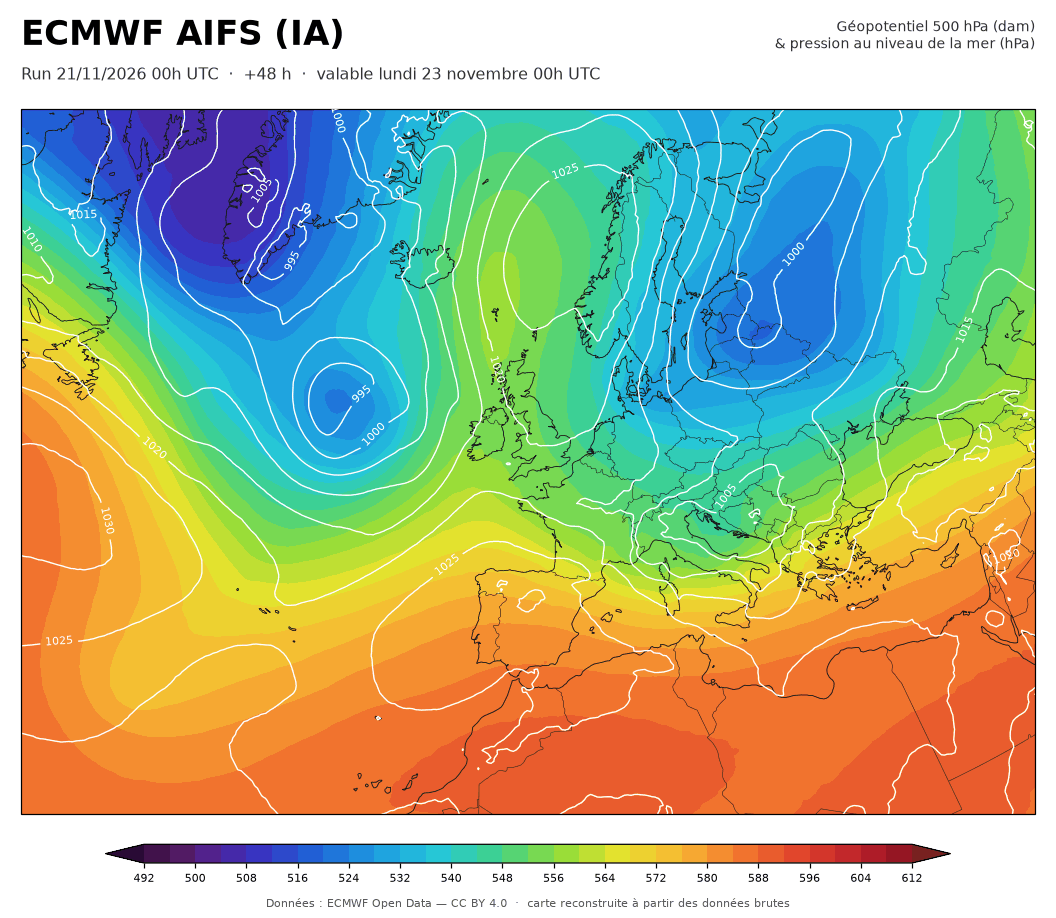 ECMWF AIFS (IA)
Géopotentiel 500 hPa (dam)
& pression au niveau de la mer (hPa)
Run 21/11/2026 00h UTC · +48 h · valable lundi 23 novembre 00h UTC
1000
1025
1005
1015
1010
995
1000
1015
1010
995
1000
1020
1005
1030
1025
1025
492 500 508 516 524 532 540 548 556 564 572 580 588 596 604 612
Données : ECMWF Open Data — CC BY 4.0 · carte reconstruite à partir des données brutes